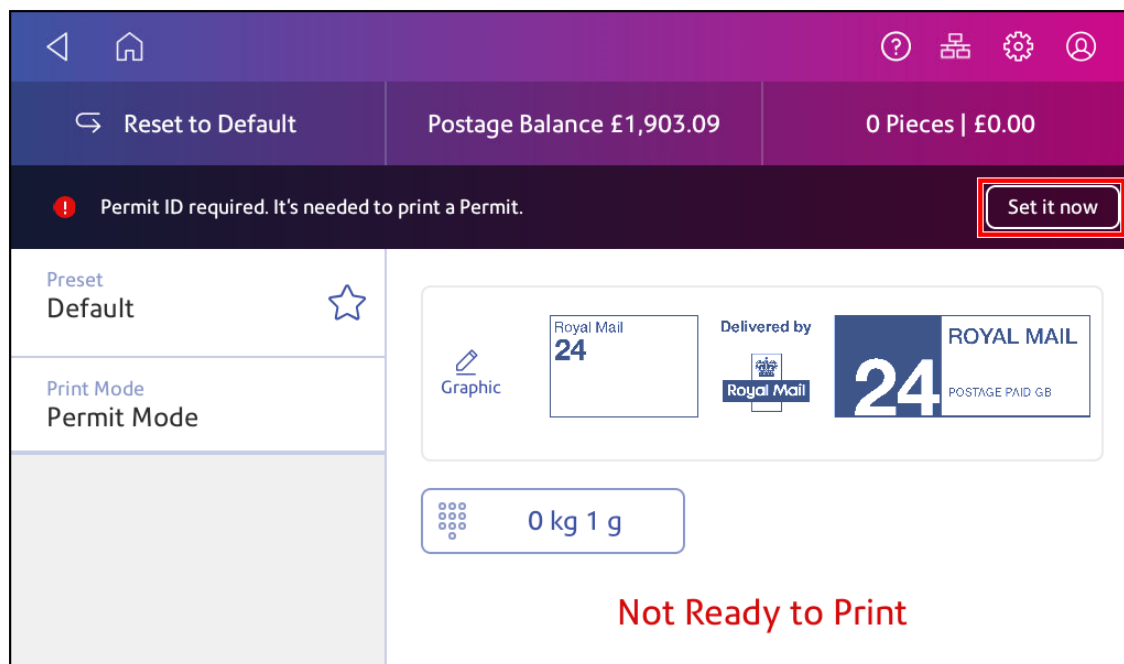 Reset to Default
Postage Balance £1,903.09
0 Pieces | £0.00
Permit ID required. It's needed to print a Permit.
Set it now
Preset
Default
Print Mode
Permit Mode
Graphic
Royal Mail
24
Delivered by
Royal Mail
24
ROYAL MAIL
POSTAGE PAID GB
0 kg 1 g
Not Ready to Print